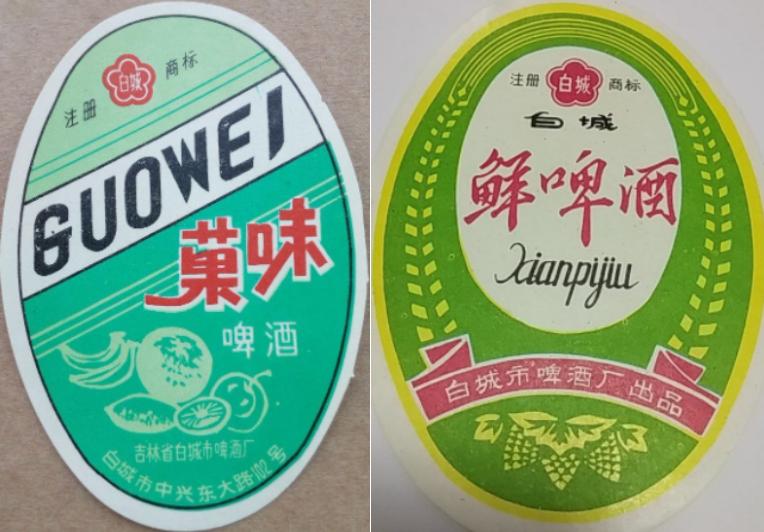 注册 白城 商标
GUOWEI
菓味
啤酒
吉林省白城市啤酒厂
白城市中兴东大路102号
注册 白城 商标
白城
鲜啤酒
Xianpijiu
白城市啤酒厂出品